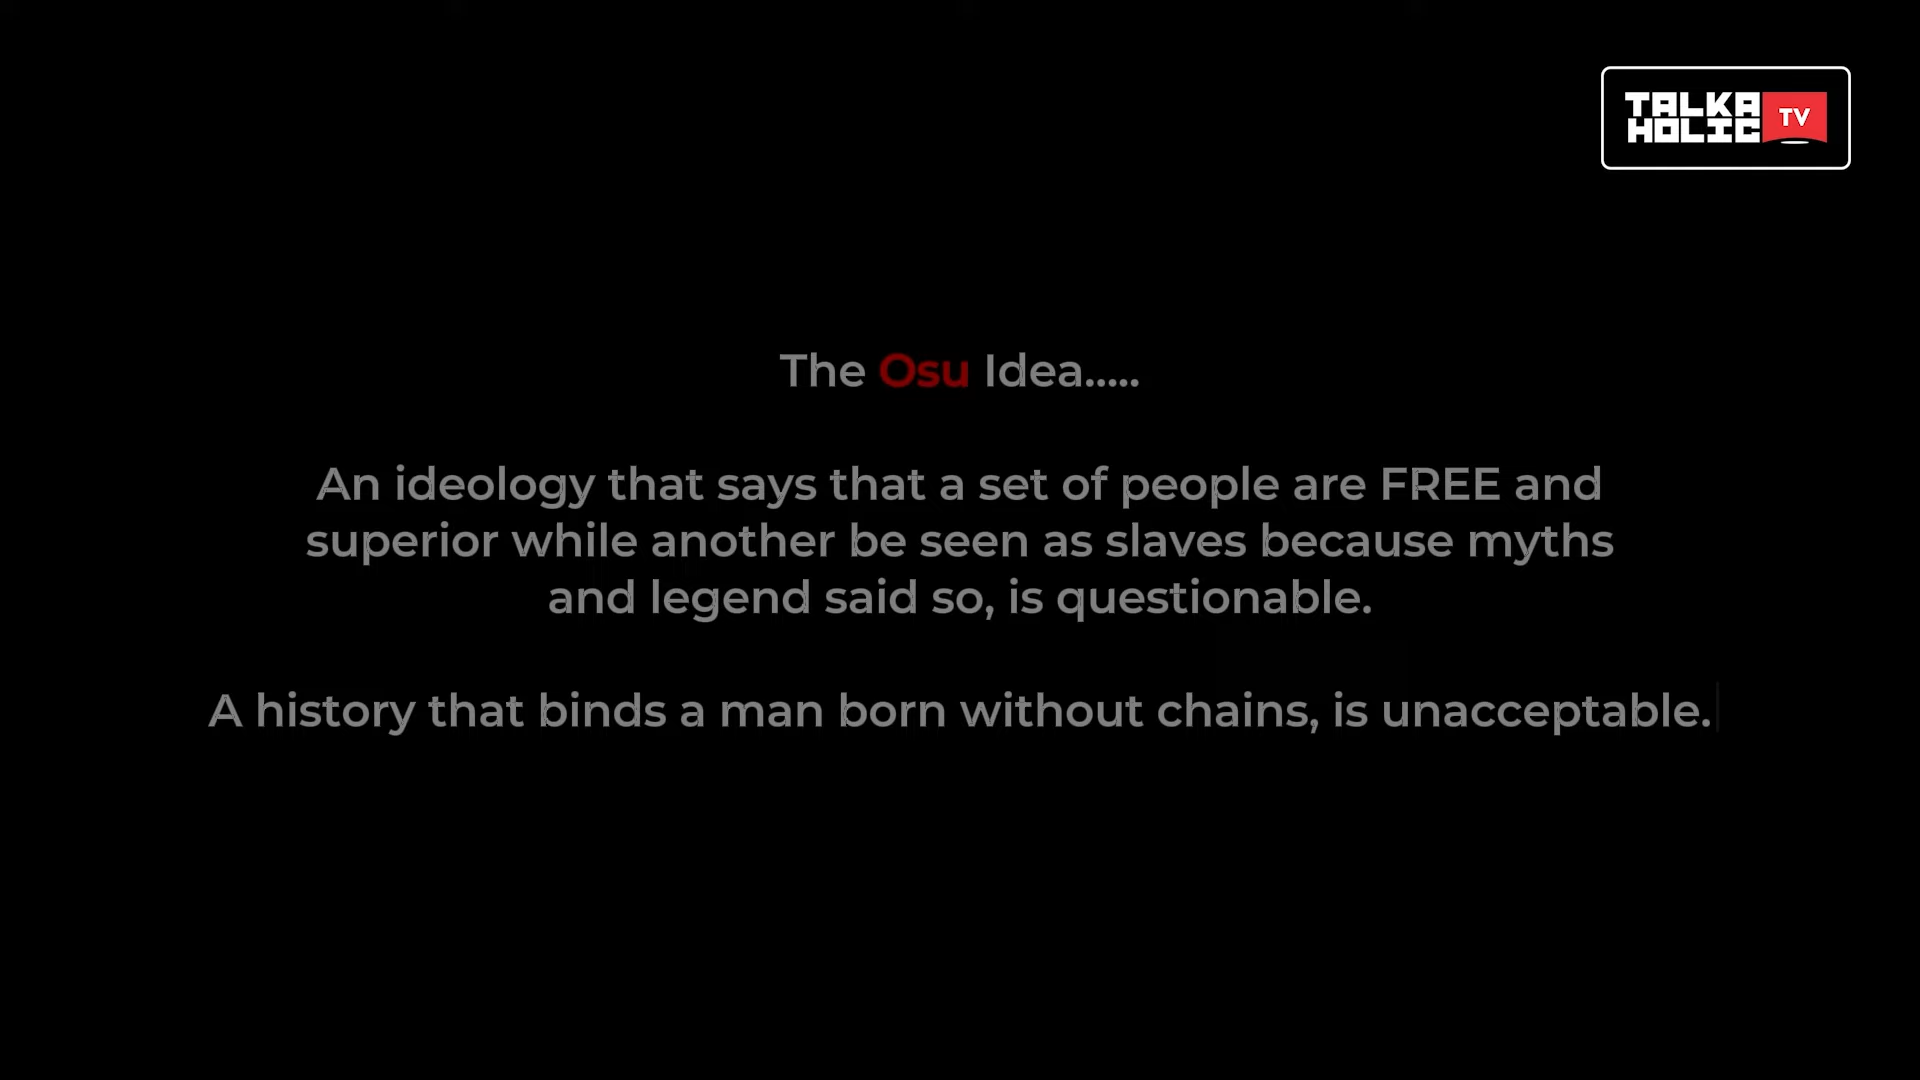 TALKA
HOLIC
TV
The Osu Idea.....
An ideology that says that a set of people are FREE and
superior while another be seen as slaves because myths
and legend said so, is questionable.
A history that binds a man born without chains, is unacceptable.